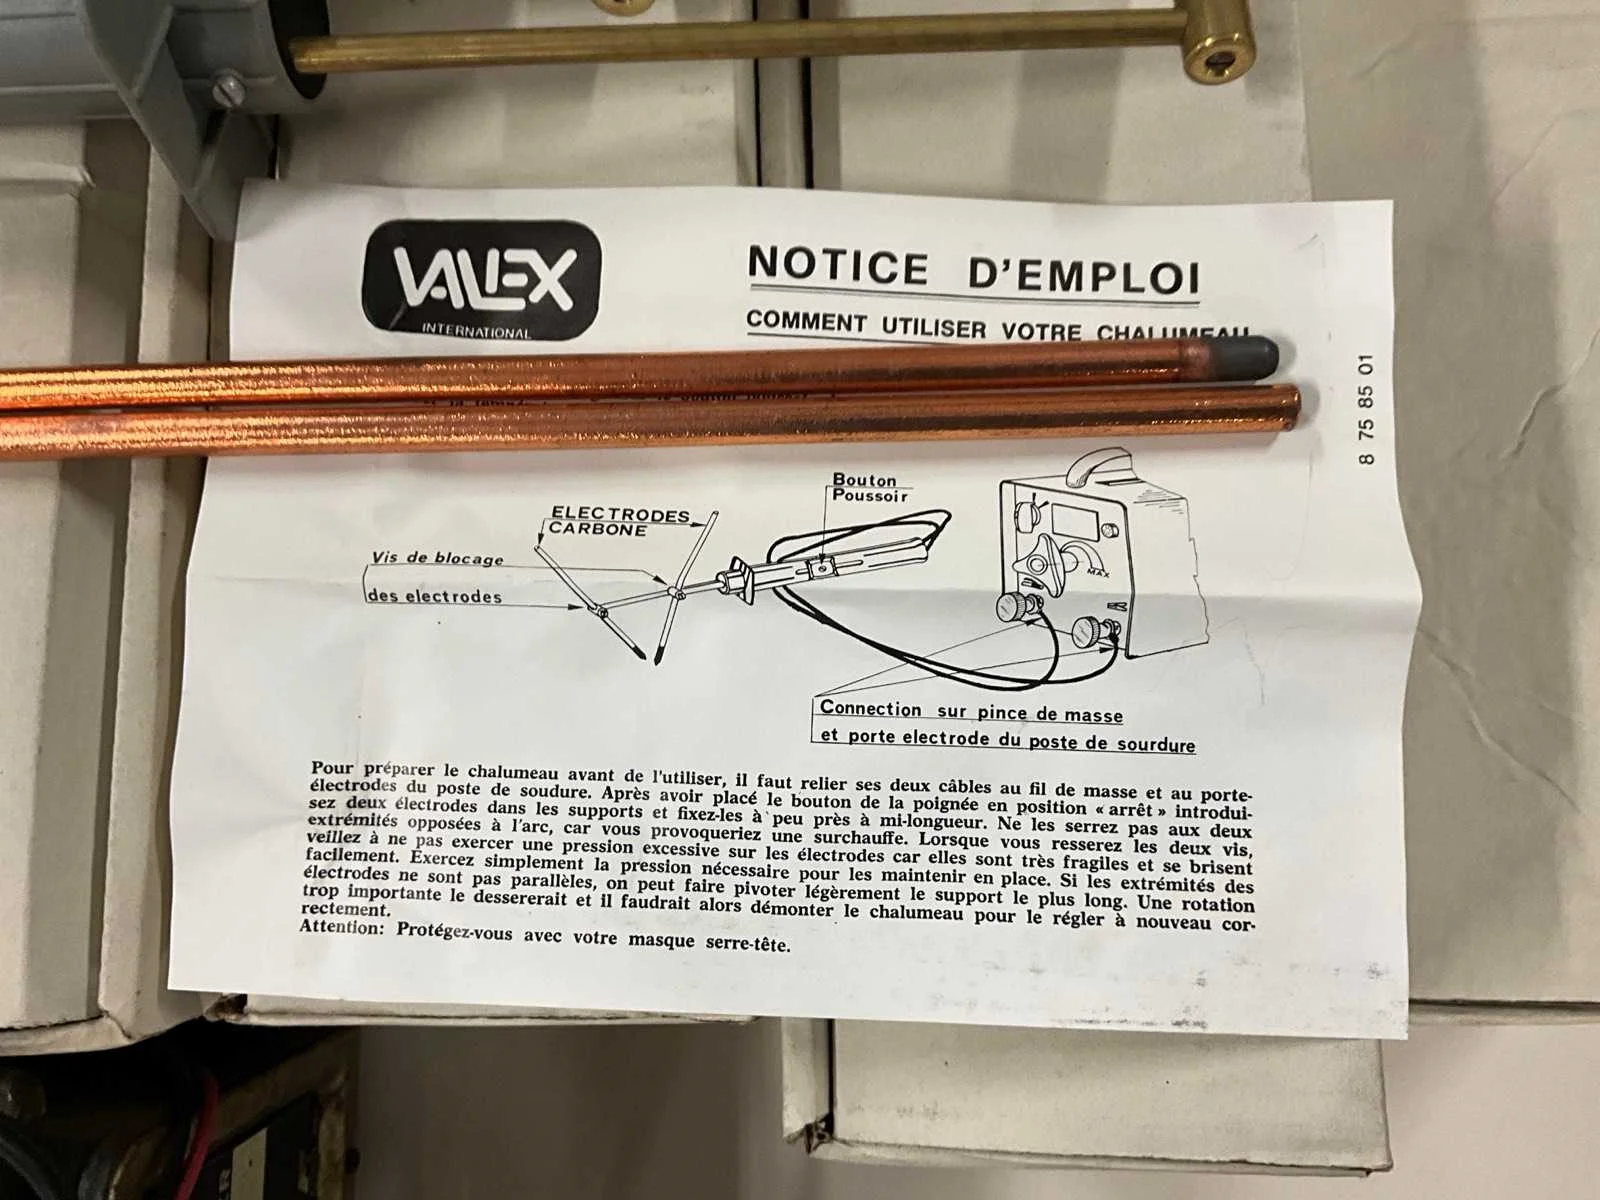 VALEX
INTERNATIONAL
NOTICE D'EMPLOI
COMMENT UTILISER VOTRE CHALUMEAU
8 75 85 01
Bouton
Poussoir
ELECTRODES
CARBONE
Vis de blocage
des electrodes
MAX
Connection sur pince de masse
et porte electrode du poste de sourdure
Pour préparer le chalumeau avant de l'utiliser, il faut relier ses deux câbles au fil de masse et au porte-
électrodes du poste de soudure. Après avoir placé le bouton de la poignée en position « arrêt » introdui-
sez deux électrodes dans les supports et fixez-les à peu près à mi-longueur. Ne les serrez pas aux deux
extrémités opposées à l'arc, car vous provoqueriez une surchauffe. Lorsque vous resserez les deux vis,
veillez à ne pas exercer une pression excessive sur les électrodes car elles sont très fragiles et se brisent
facilement. Exercez simplement la pression nécessaire pour les maintenir en place. Si les extrémités des
électrodes ne sont pas parallèles, on peut faire pivoter légèrement le support le plus long. Une rotation
trop importante le dessererait et il faudrait alors démonter le chalumeau pour le régler à nouveau cor-
rectement.
Attention: Protégez-vous avec votre masque serre-tête.